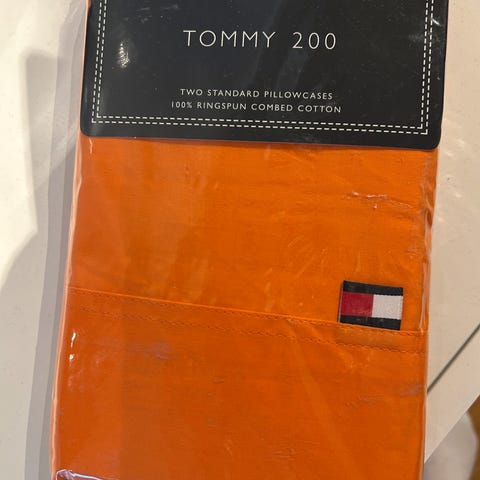 TOMMY 200
TWO STANDARD PILLOWCASES
100% RINGSPUN COMBED COTTON